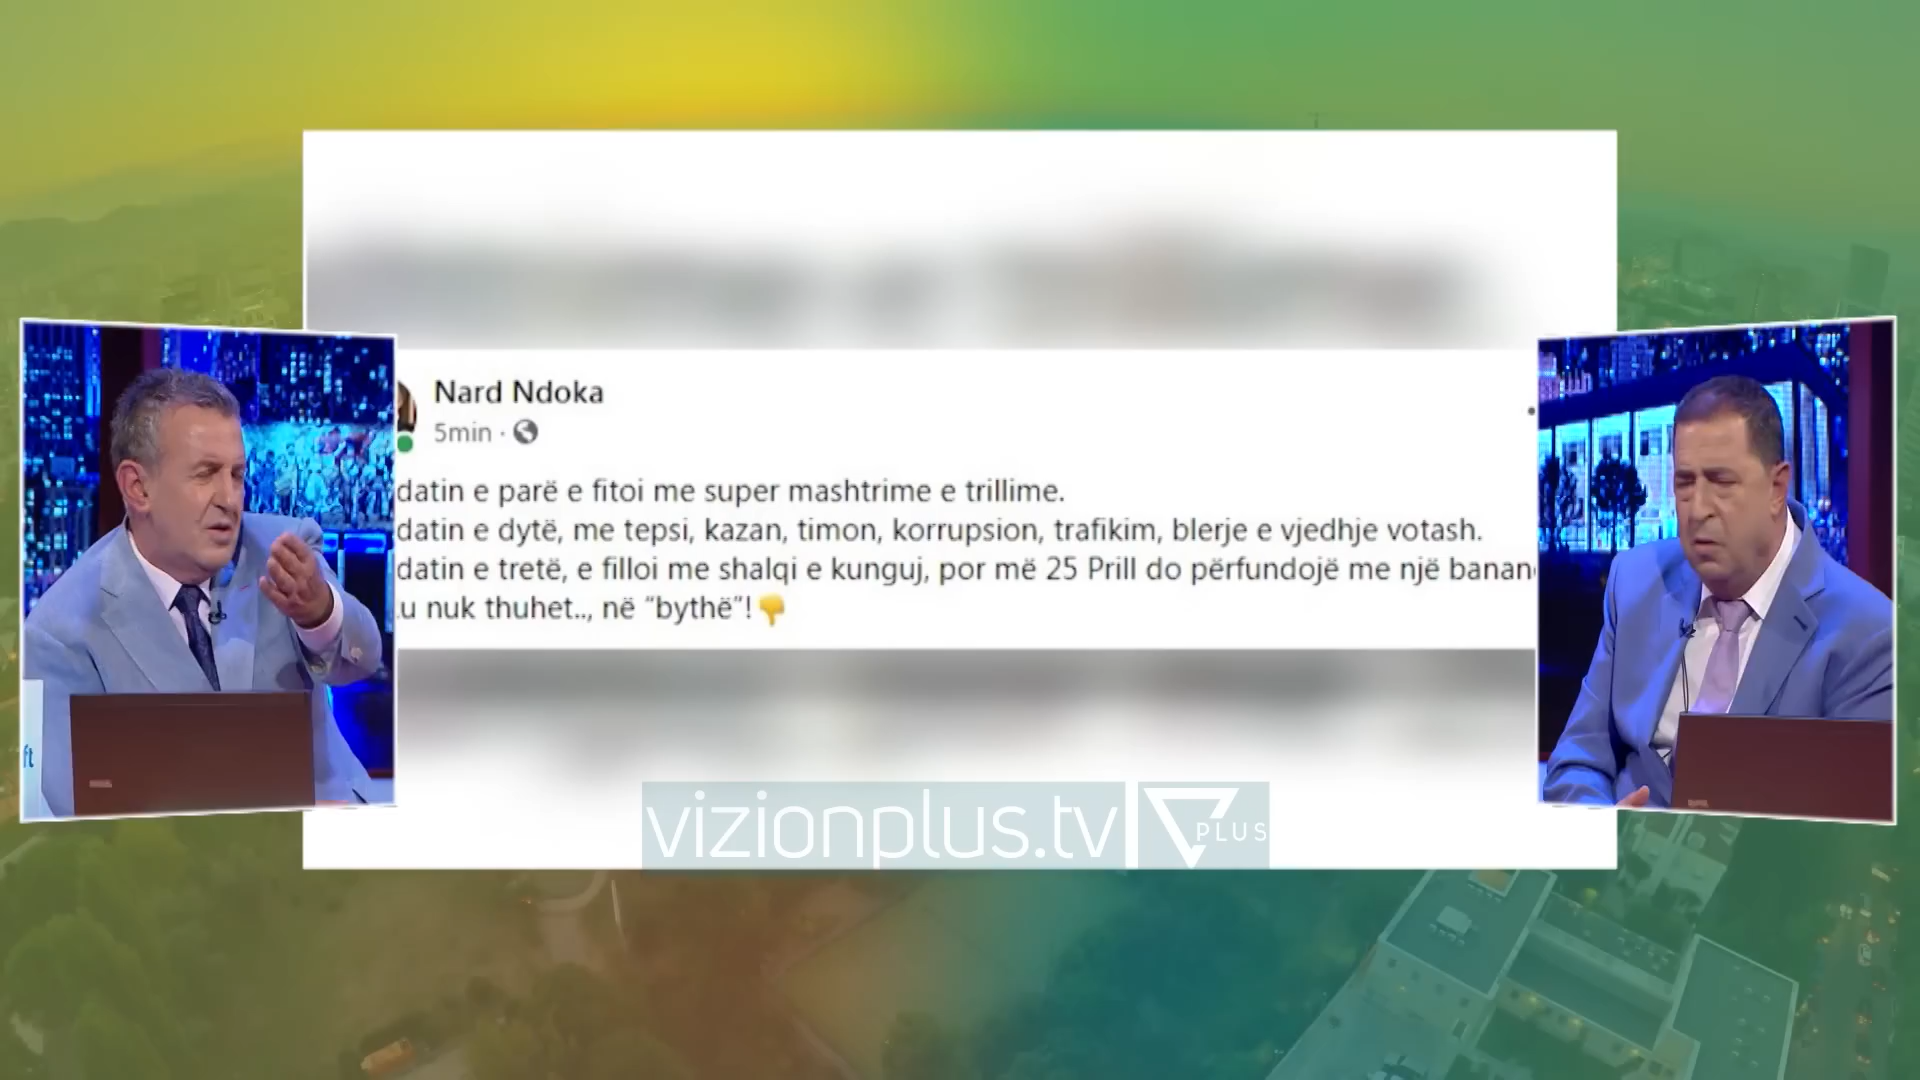 Nard Ndoka
5min ·
datin e parë e fitoi me super mashtrime e trillime.
datin e dytë, me tepsi, kazan, timon, korrupsion, trafikim, blerje e vjedhje votash.
datin e tretë, e filloi me shalqi e kunguj, por më 25 Prill do përfundojë me një banan
u nuk thuhet.., në “bythë”!👇
vizionplus.tv PLUS
ft